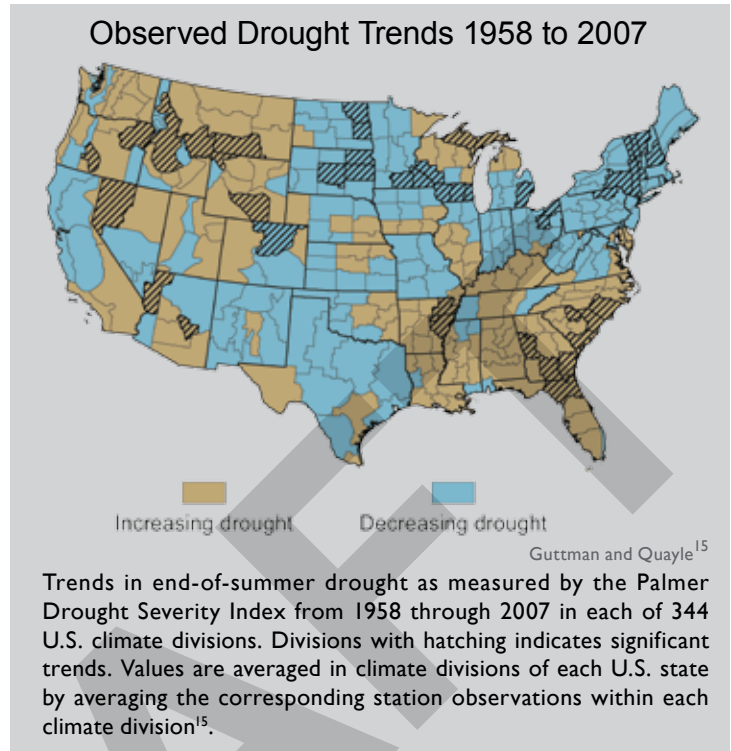 Observed Drought Trends 1958 to 2007
Increasing drought
Decreasing drought
Guttman and Quayle15
Trends in end-of-summer drought as measured by the Palmer
Drought Severity Index from 1958 through 2007 in each of 344
U.S. climate divisions. Divisions with hatching indicates significant
trends. Values are averaged in climate divisions of each U.S. state
by averaging the corresponding station observations within each
climate division15.